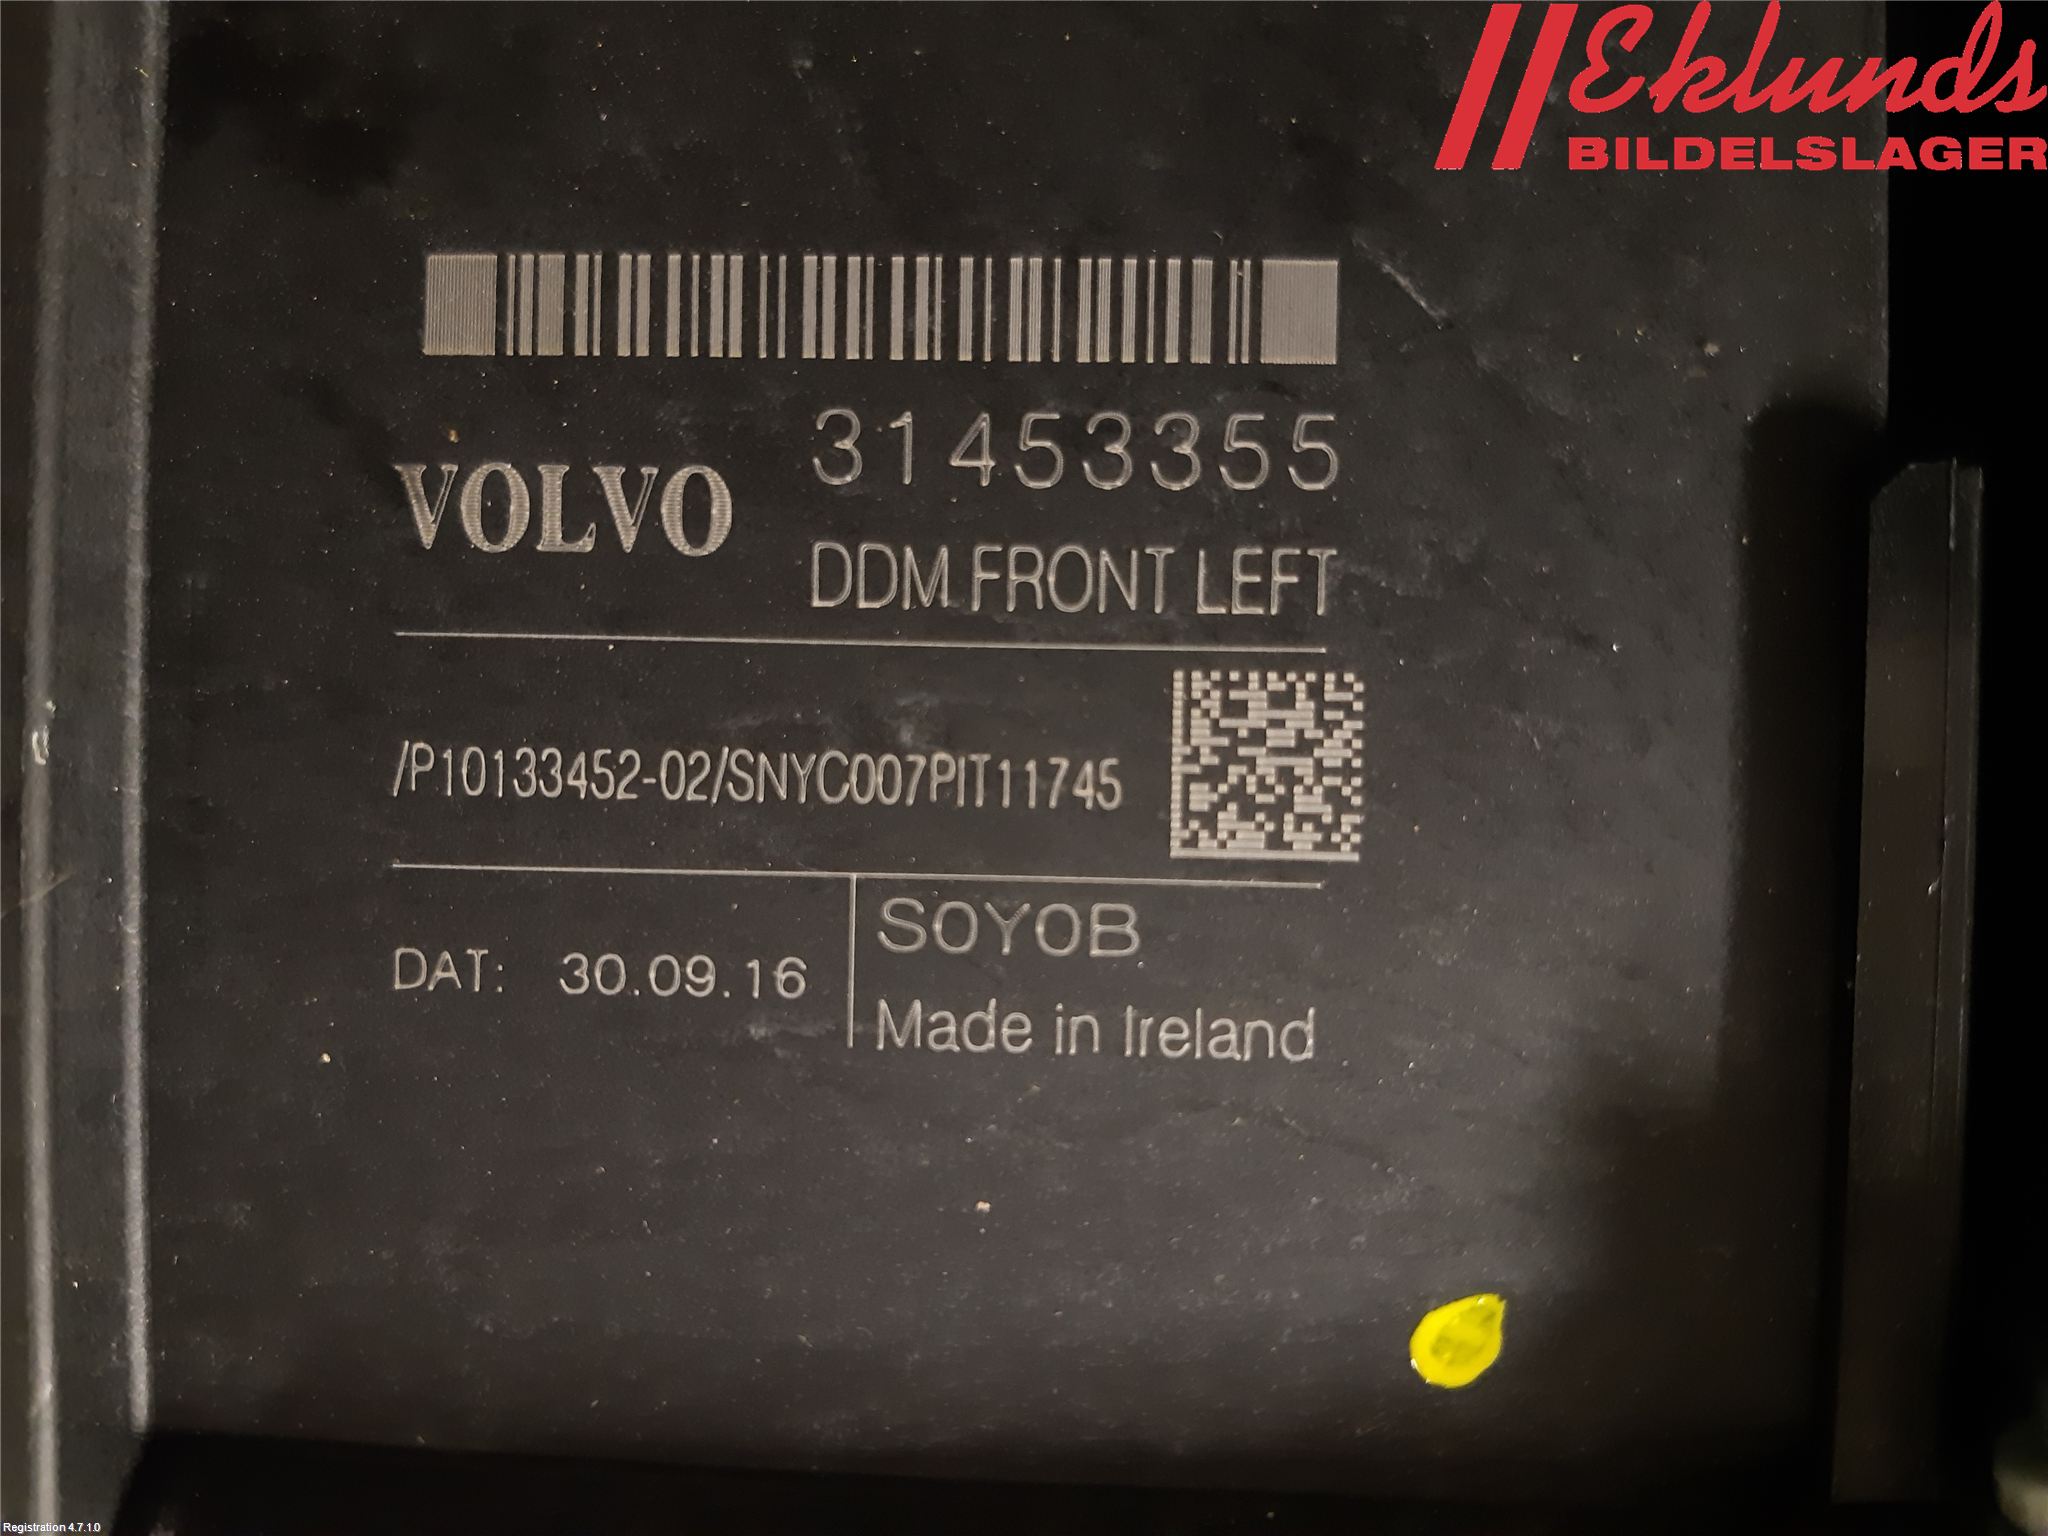 Eklunds
BILDELSLAGER
31453355
VOLVO
DDM FRONT LEFT
/P10133452-02/SNYC007PIT11745
DAT: 30.09.16
S0Y0B
Made in Ireland
Registration 4.7.1.0